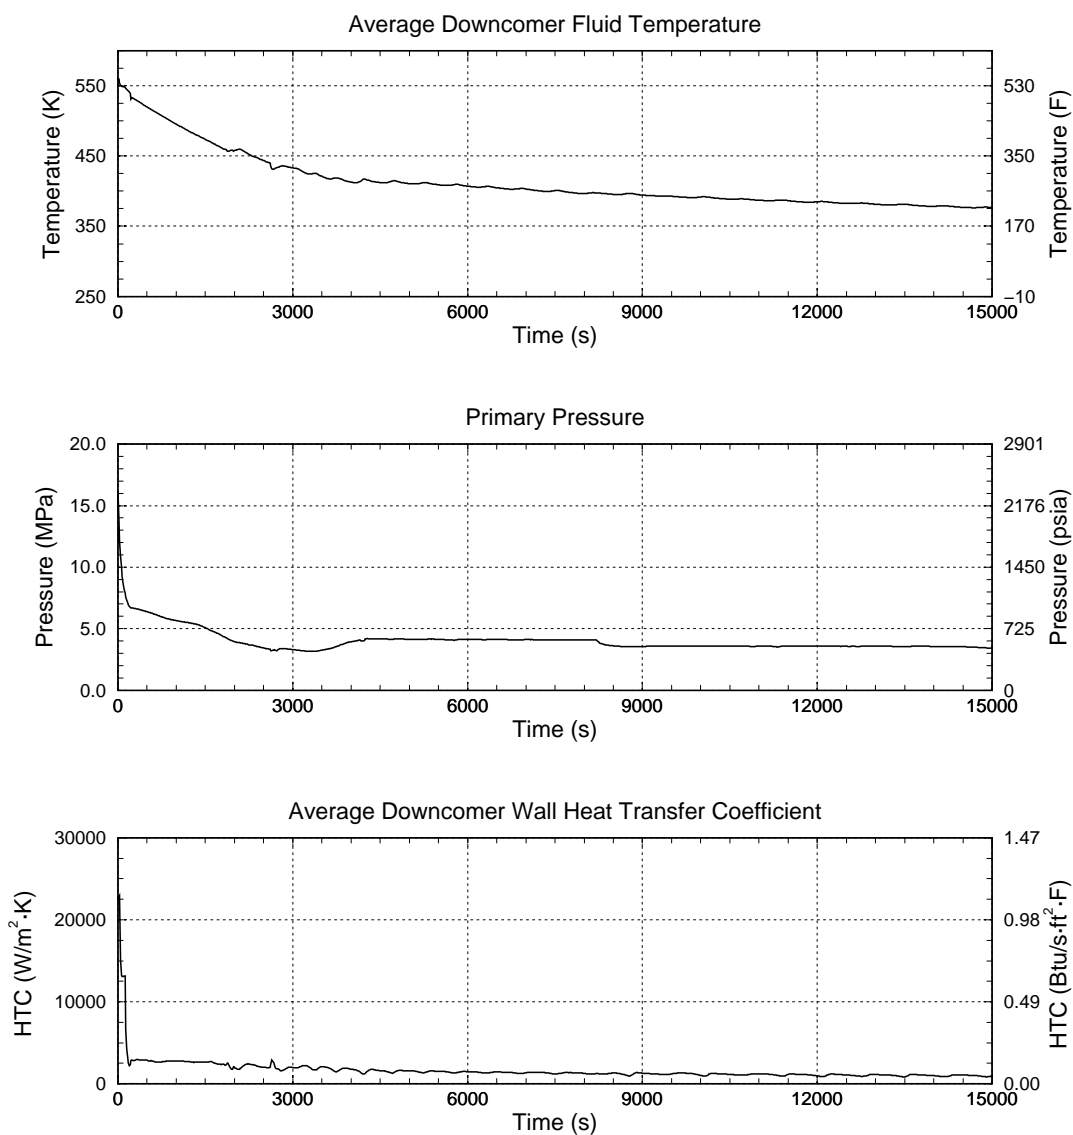 Average Downcomer Fluid Temperature
Temperature (K)
550
450
350
250
530
350
170
−10
Temperature (F)
0 3000 6000 9000 12000 15000
Time (s)
Primary Pressure
Pressure (MPa)
20.0
15.0
10.0
5.0
0.0
2901
2176
1450
725
0
Pressure (psia)
0 3000 6000 9000 12000 15000
Time (s)
Average Downcomer Wall Heat Transfer Coefficient
HTC (W/m²·K)
30000
20000
10000
0
1.47
0.98
0.49
0.00
HTC (Btu/s·ft²·F)
0 3000 6000 9000 12000 15000
Time (s)